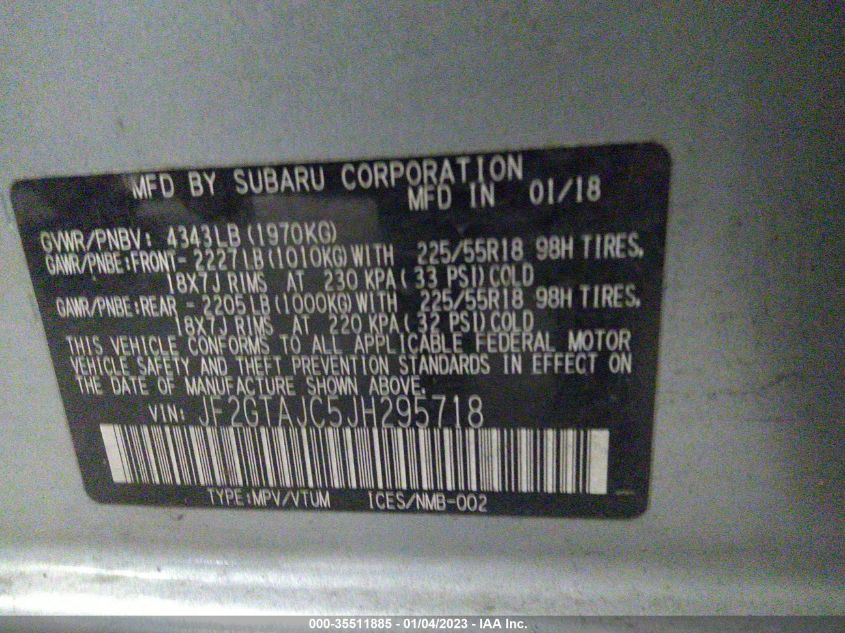 MFD BY SUBARU CORPORATION
MFD IN 01/18
GVWR/PNBV: 4343LB(1970KG)
GAWR/PNBE:FRONT- 2227LB(1010KG)WITH 225/55R18 98H TIRES,
18X7J RIMS AT 230 KPA( 33 PSI)COLD
GAWR/PNBE:REAR - 2205LB(1000KG)WITH 225/55R18 98H TIRES,
18X7J RIMS AT 220 KPA( 32 PSI)COLD
THIS VEHICLE CONFORMS TO ALL APPLICABLE FEDERAL MOTOR
VEHICLE SAFETY AND THEFT PREVENTION STANDARDS IN EFFECT ON
THE DATE OF MANUFACTURE SHOWN ABOVE.
VIN: JF2GTAJC5JH295718
TYPE:MPV/VTUM ICES/NMB-002
000-35511885 - 01/04/2023 - IAA Inc.